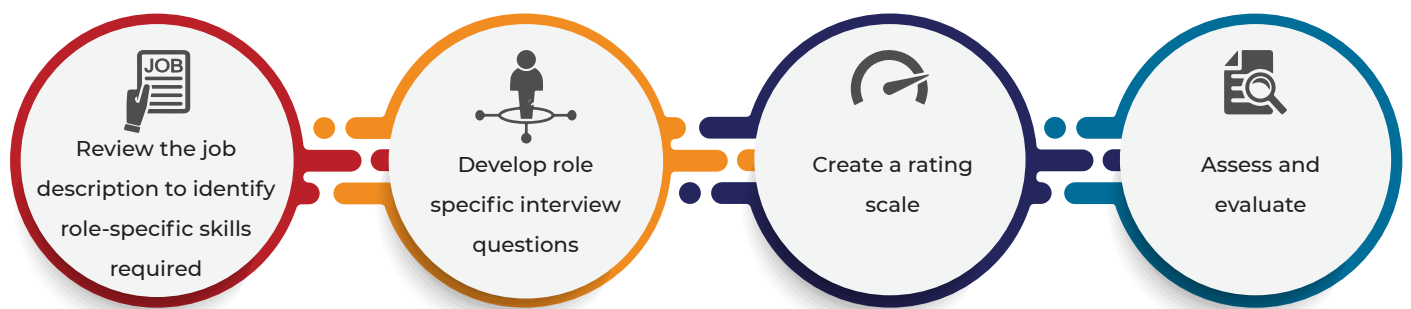 JOB
Review the job
description to identify
role-specific skills
required
Develop role
specific interview
questions
Create a rating
scale
Assess and
evaluate